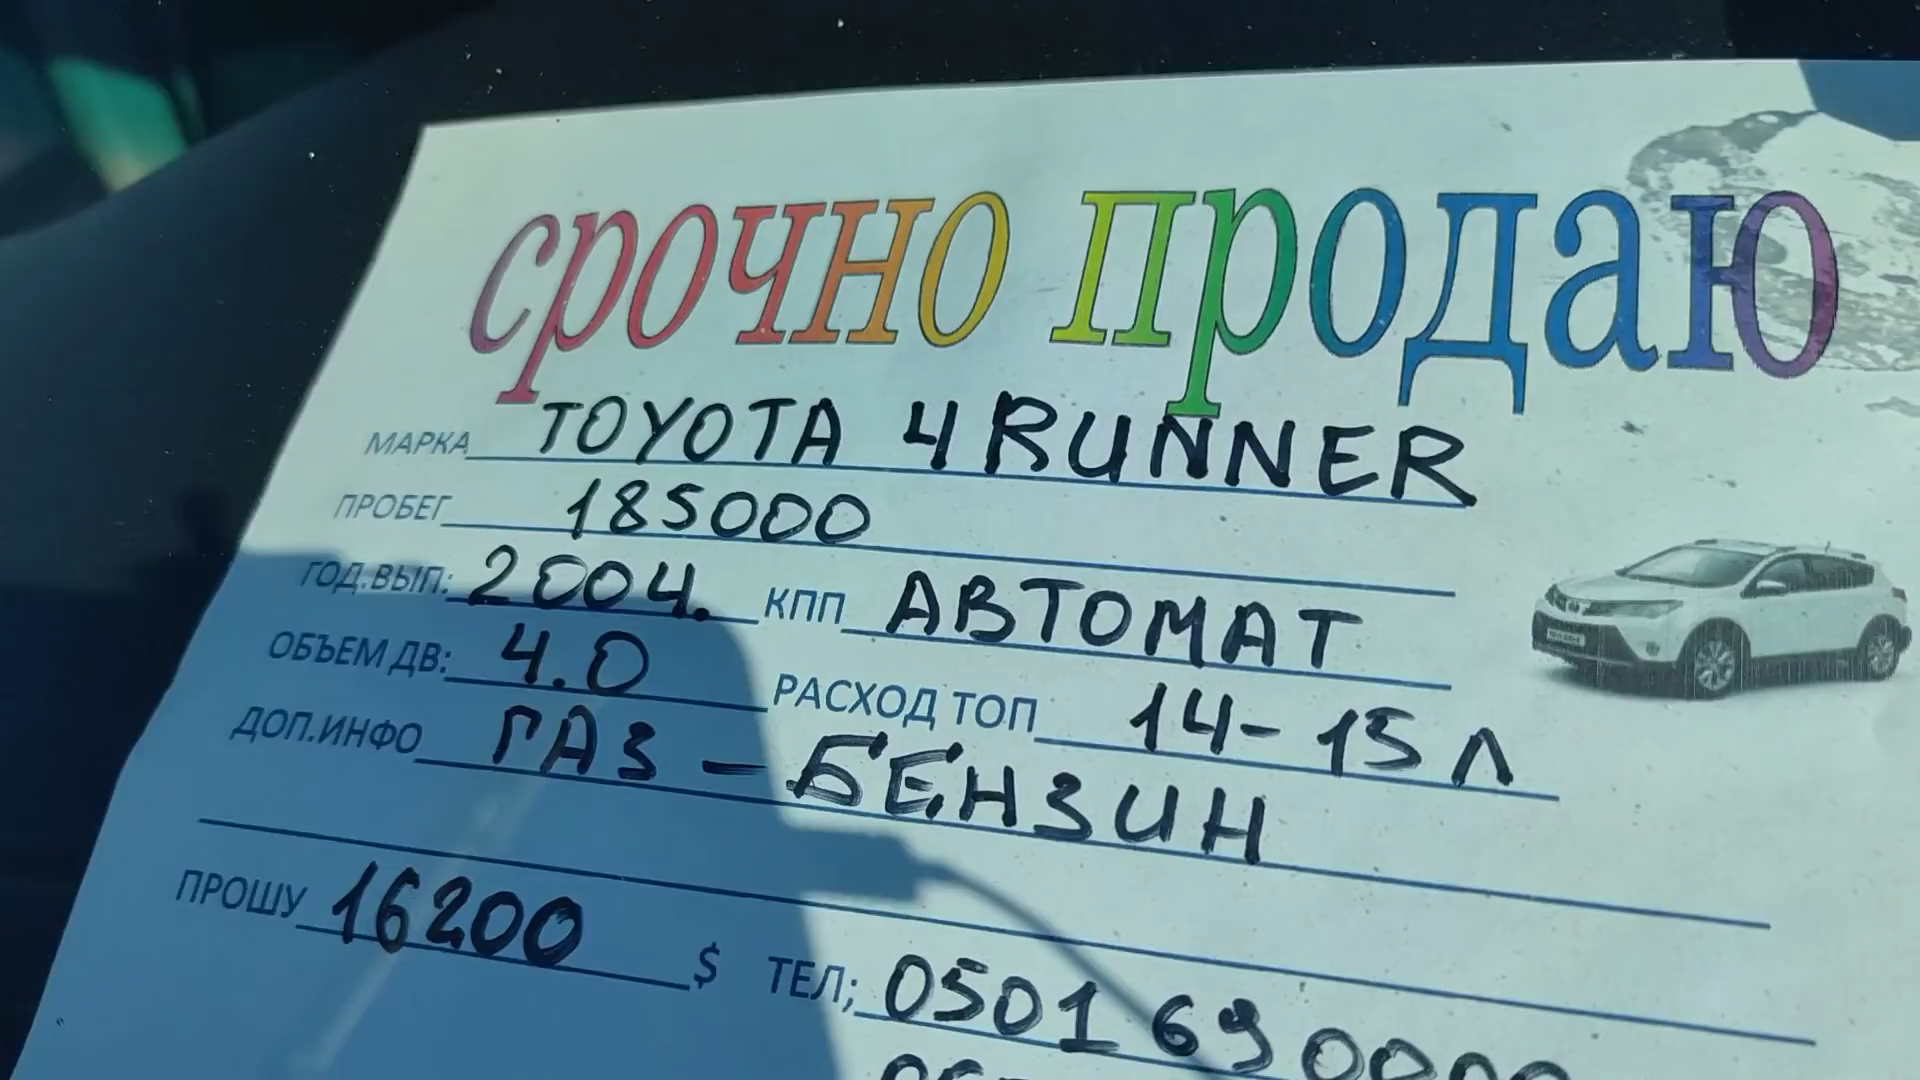 срочно продаю
МАРКА TOYOTA 4RUNNER
ПРОБЕГ 185000
ГОД.ВЫП: 2004. КПП АВТОМАТ
ОБЪЕМ ДВ: 4.0 РАСХОД ТОП 14-15 Л
ДОП.ИНФО ГАЗ - БЕНЗИН
ПРОШУ 16200 $ ТЕЛ; 0501690000